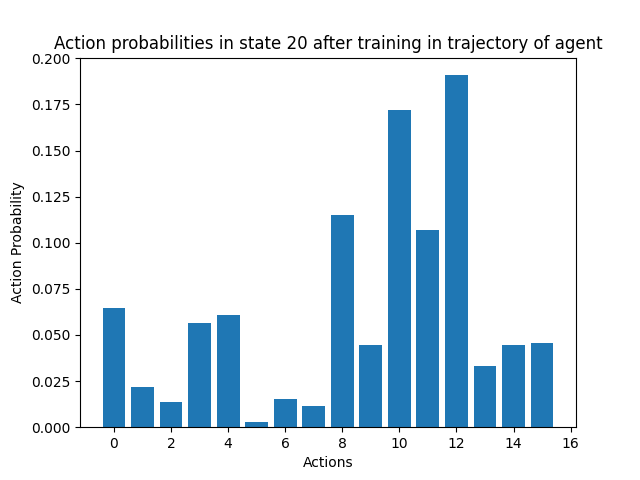 Action probabilities in state 20 after training in trajectory of agent
0.200
0.175
0.150
0.125
0.100
0.075
0.050
0.025
0.000
Action Probability
0 2 4 6 8 10 12 14 16
Actions